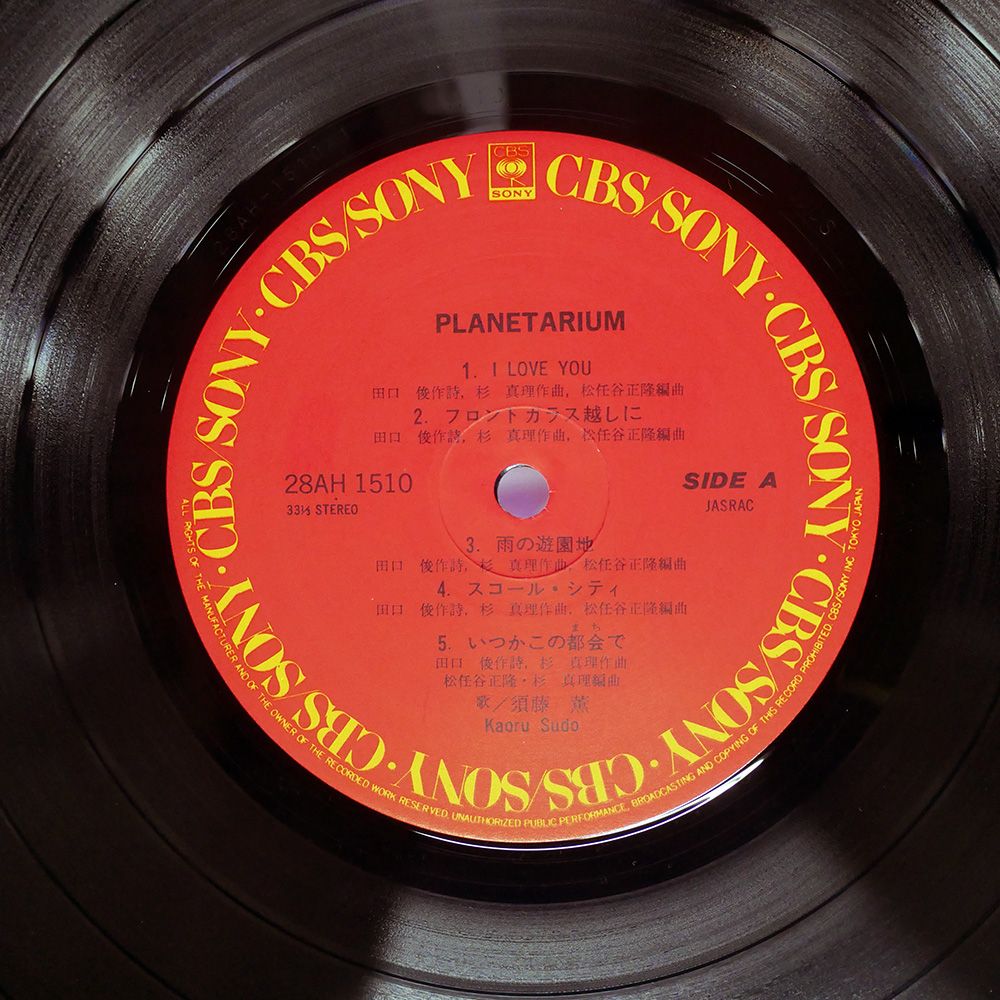 CBS
SONY
CBS/SONY · CBS/SONY · CBS/SONY · CBS/SONY · CBS/SONY · CBS/SONY · CBS/SONY · CBS/SONY · CBS/SONY
PLANETARIUM
1. I LOVE YOU
田口 俊作詩, 杉 真理作曲, 松任谷正隆編曲
2. フロントガラス越しに
田口 俊作詩, 杉 真理作曲, 松任谷正隆編曲
28AH 1510
33⅓ STEREO
SIDE A
JASRAC
3. 雨の遊園地
田口 俊作詩, 杉 真理作曲, 松任谷正隆編曲
4. スコール・シティ
田口 俊作詩, 杉 真理作曲, 松任谷正隆編曲
まち
5. いつかこの都会で
田口 俊作詩, 杉 真理作曲
松任谷正隆・杉 真理編曲
歌／須藤 薫
Kaoru Sudo
ALL RIGHTS OF THE MANUFACTURER AND OF THE OWNER OF THE RECORDED WORK RESERVED. UNAUTHORIZED PUBLIC PERFORMANCE, BROADCASTING AND COPYING OF THIS RECORD PROHIBITED. CBS/SONY INC. TOKYO JAPAN